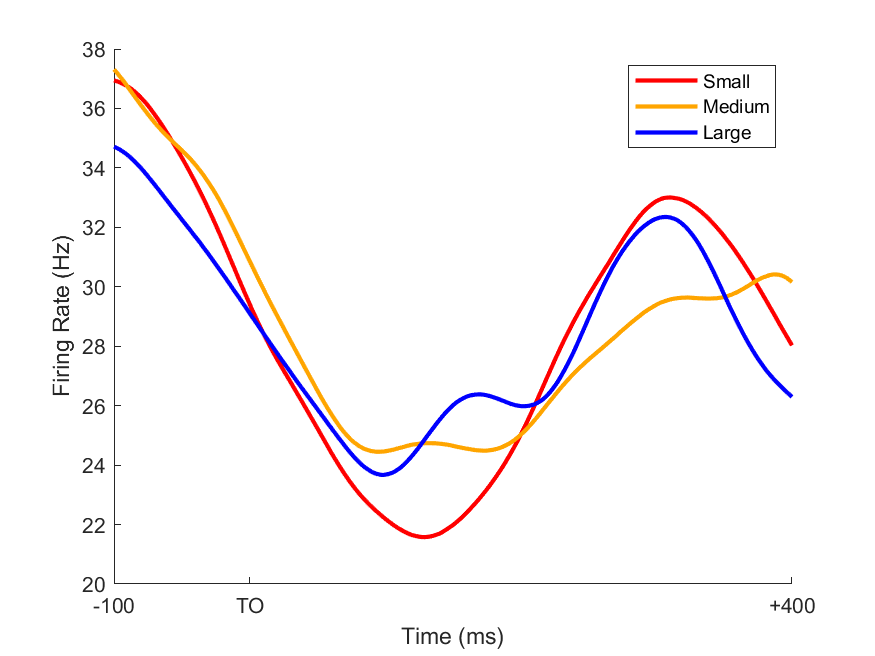 38
36
34
32
30
28
26
24
22
20
Firing Rate (Hz)
-100
TO
+400
Time (ms)
Small
Medium
Large